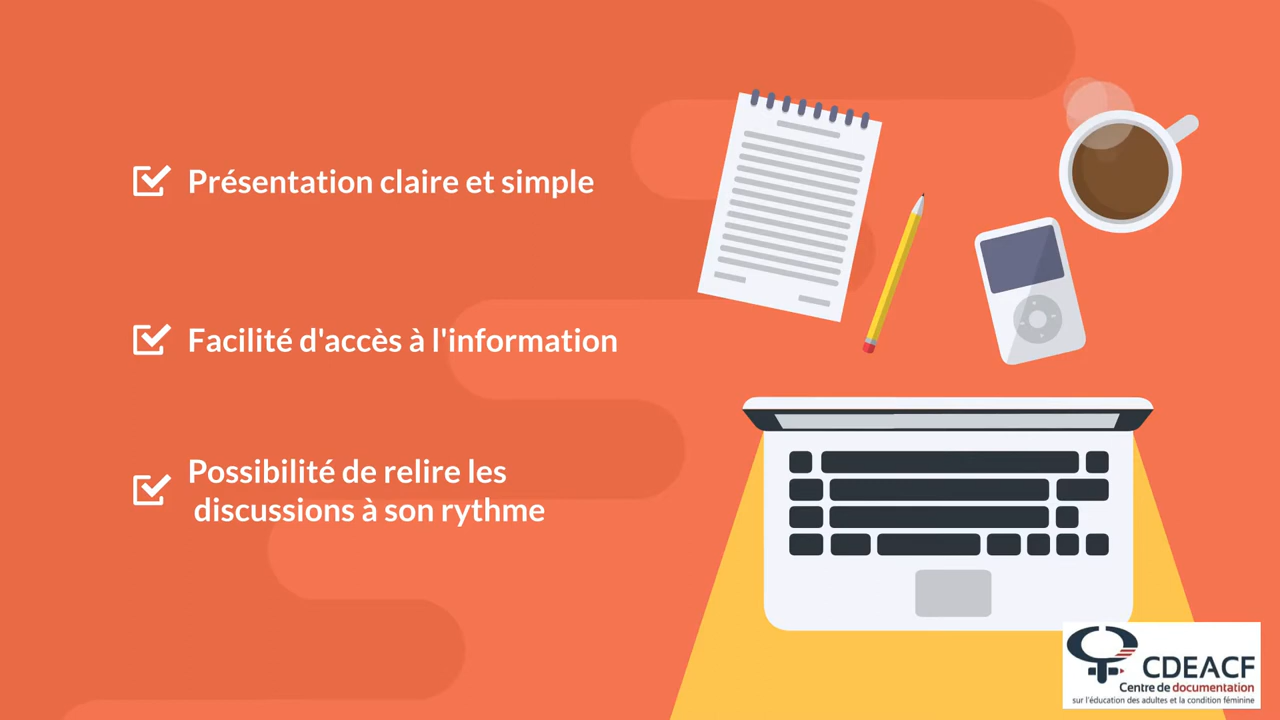 Présentation claire et simple
Facilité d'accès à l'information
Possibilité de relire les
discussions à son rythme
CDEACF
Centre de documentation
sur l'éducation des adultes et la condition féminine